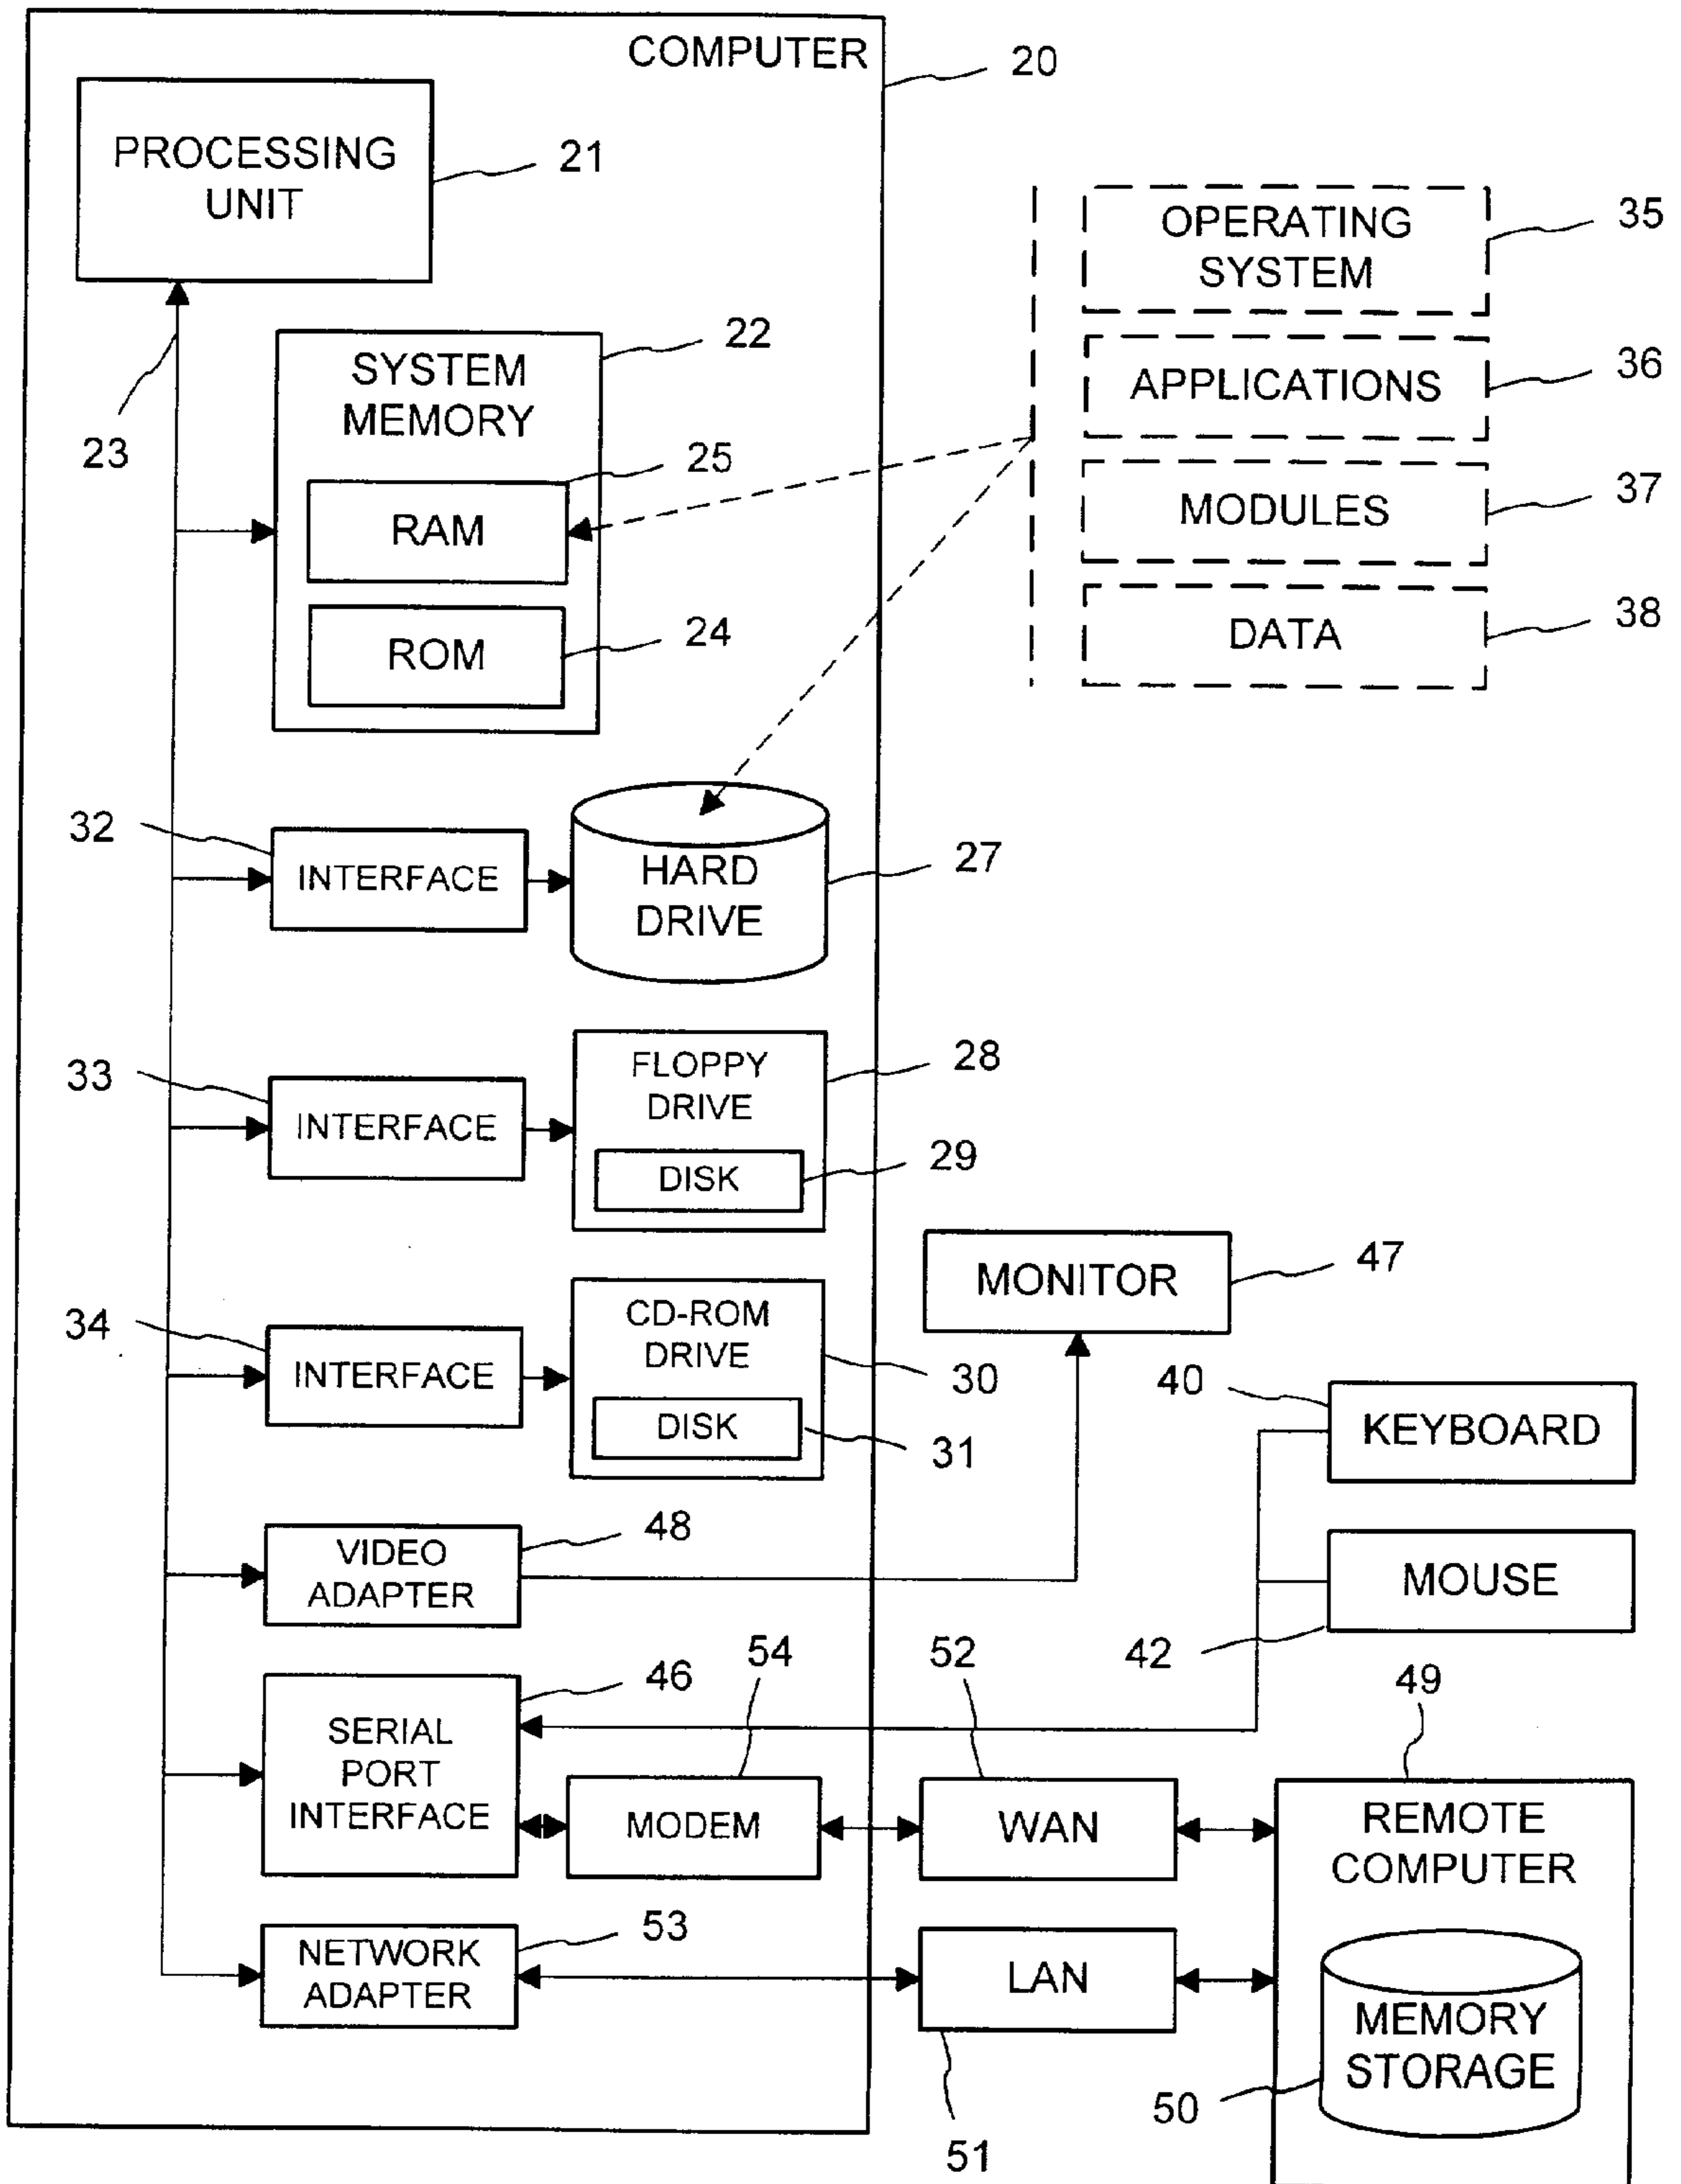 COMPUTER
20
PROCESSING
UNIT
21
23
SYSTEM
MEMORY
22
RAM
25
ROM
24
OPERATING
SYSTEM
35
APPLICATIONS
36
MODULES
37
DATA
38
32
INTERFACE
HARD
DRIVE
27
33
INTERFACE
FLOPPY
DRIVE
28
DISK
29
34
INTERFACE
CD-ROM
DRIVE
30
DISK
31
MONITOR
47
40
KEYBOARD
MOUSE
42
VIDEO
ADAPTER
48
SERIAL
PORT
INTERFACE
46
54
MODEM
52
WAN
49
REMOTE
COMPUTER
NETWORK
ADAPTER
53
LAN
51
MEMORY
STORAGE
50